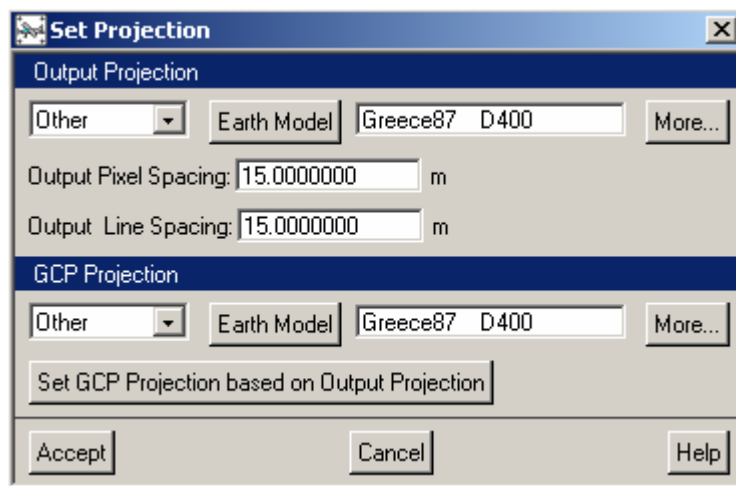 Set Projection
Output Projection
Other Earth Model Greece87 D400 More...
Output Pixel Spacing: 15.0000000 m
Output Line Spacing: 15.0000000 m
GCP Projection
Other Earth Model Greece87 D400 More...
Set GCP Projection based on Output Projection
Accept Cancel Help